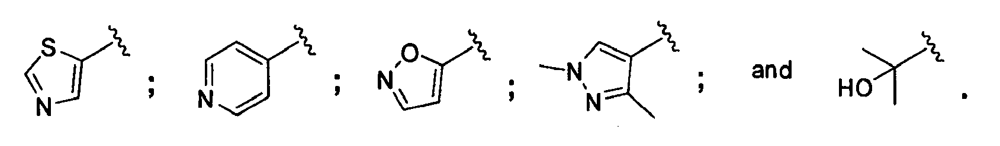 S N ; N ; O N ; N N ; and HO .